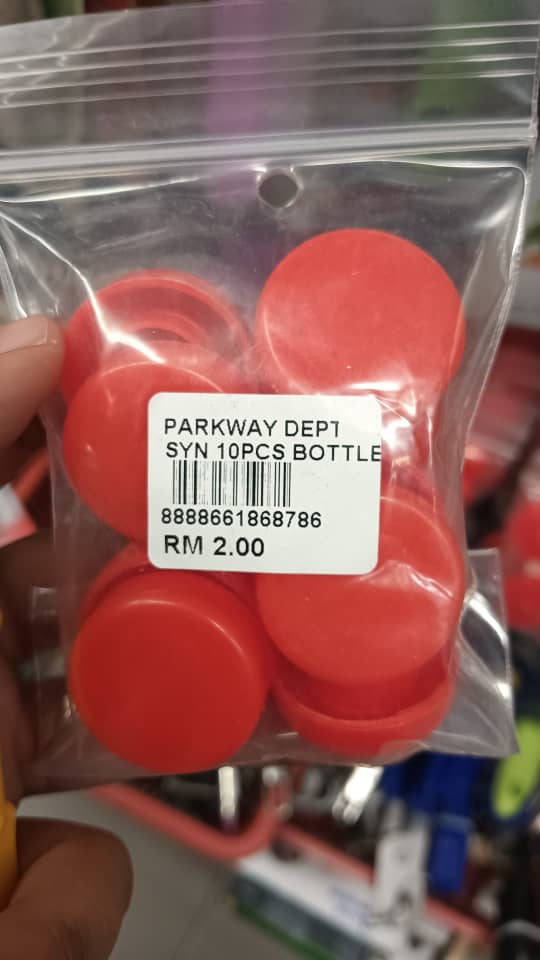 PARKWAY DEPT
SYN 10PCS BOTTLE
8888661868786
RM 2.00